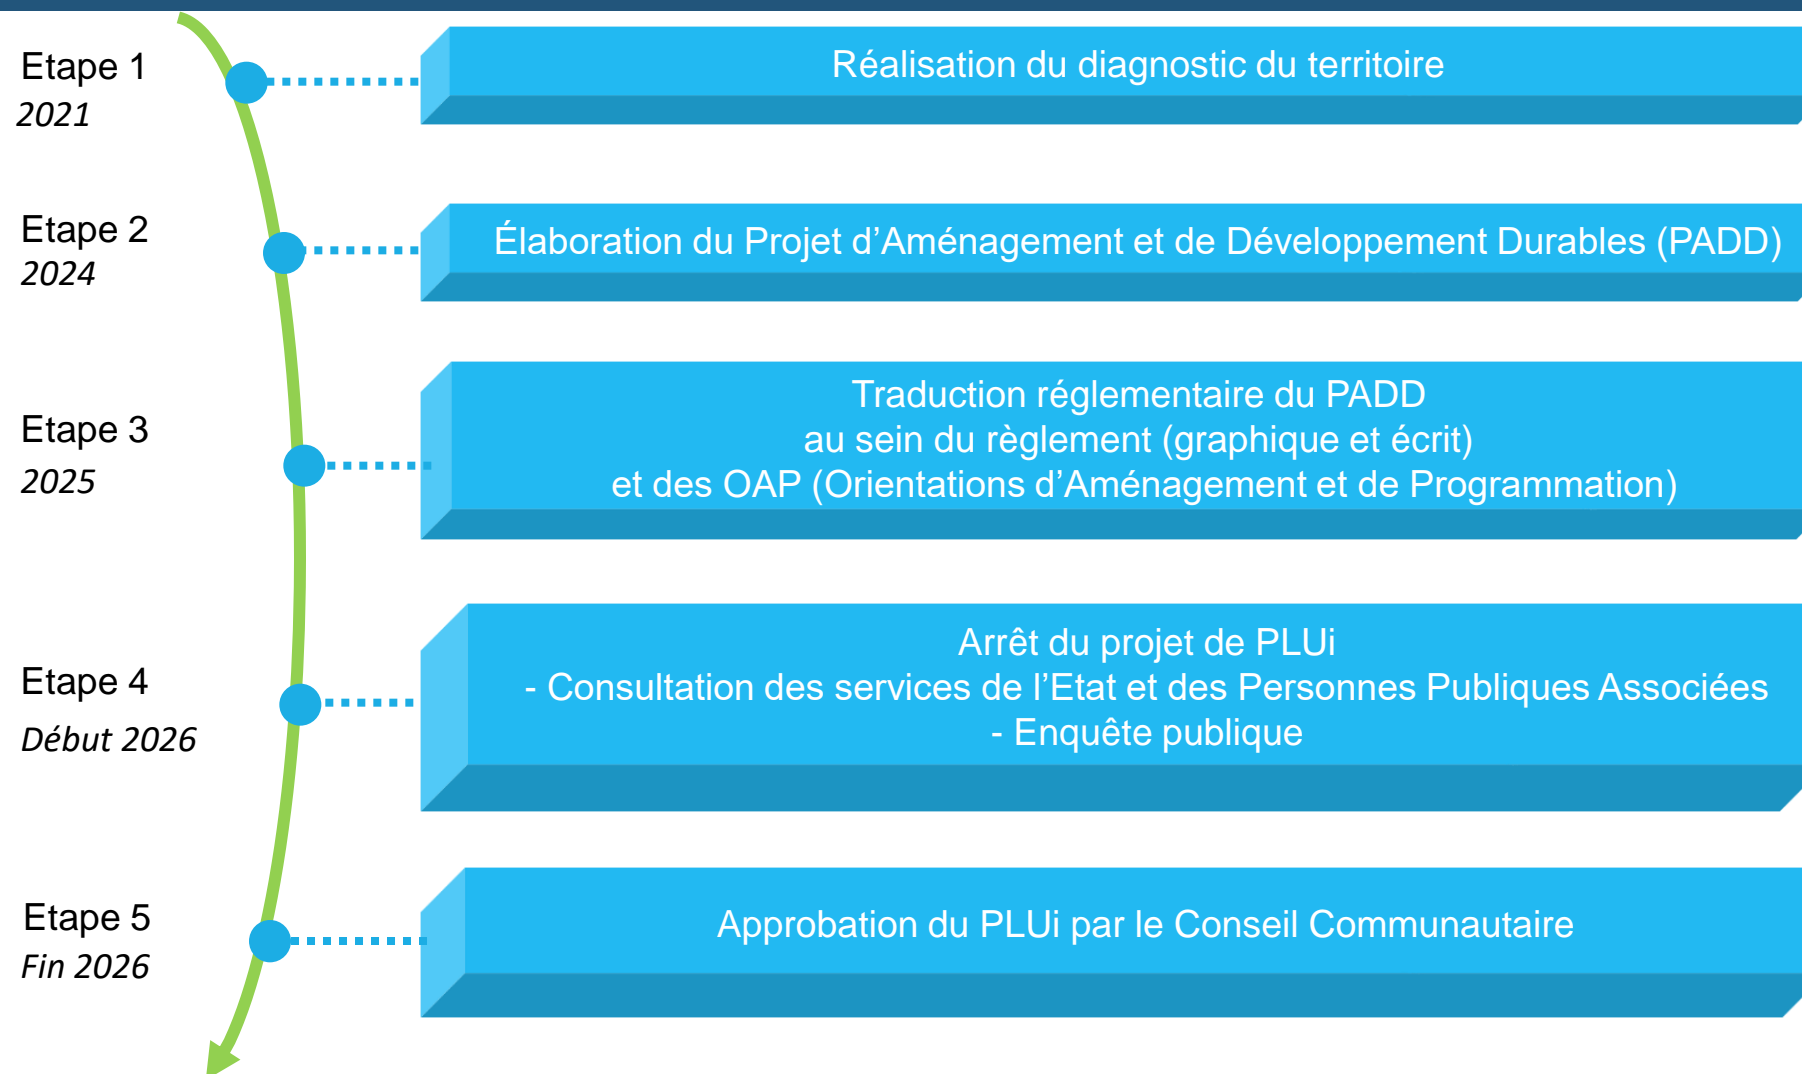 Etape 1
2021
Réalisation du diagnostic du territoire
Etape 2
2024
Élaboration du Projet d’Aménagement et de Développement Durables (PADD)
Etape 3
2025
Traduction réglementaire du PADD
au sein du règlement (graphique et écrit)
et des OAP (Orientations d’Aménagement et de Programmation)
Etape 4
Début 2026
Arrêt du projet de PLUi
- Consultation des services de l’Etat et des Personnes Publiques Associées
- Enquête publique
Etape 5
Fin 2026
Approbation du PLUi par le Conseil Communautaire